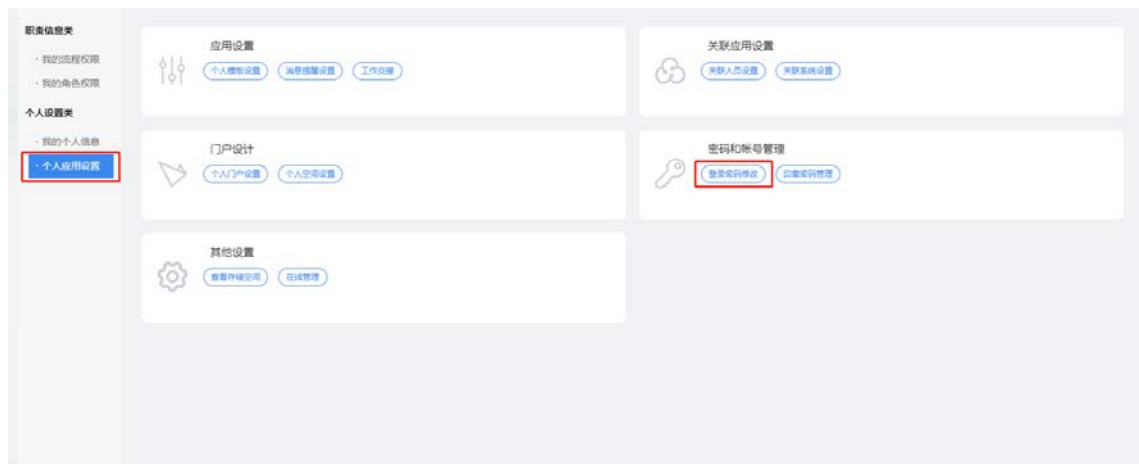 职责信息类
· 我的流程权限
· 我的角色权限
个人设置类
· 我的个人信息
· 个人应用设置
应用设置
个人模板设置 消息提醒设置 工作交接
关联应用设置
关联人员设置 关联系统设置
门户设计
个人门户设置 个人空间设置
密码和帐号管理
登录密码修改 印章密码管理
其他设置
查看存储空间 在线管理